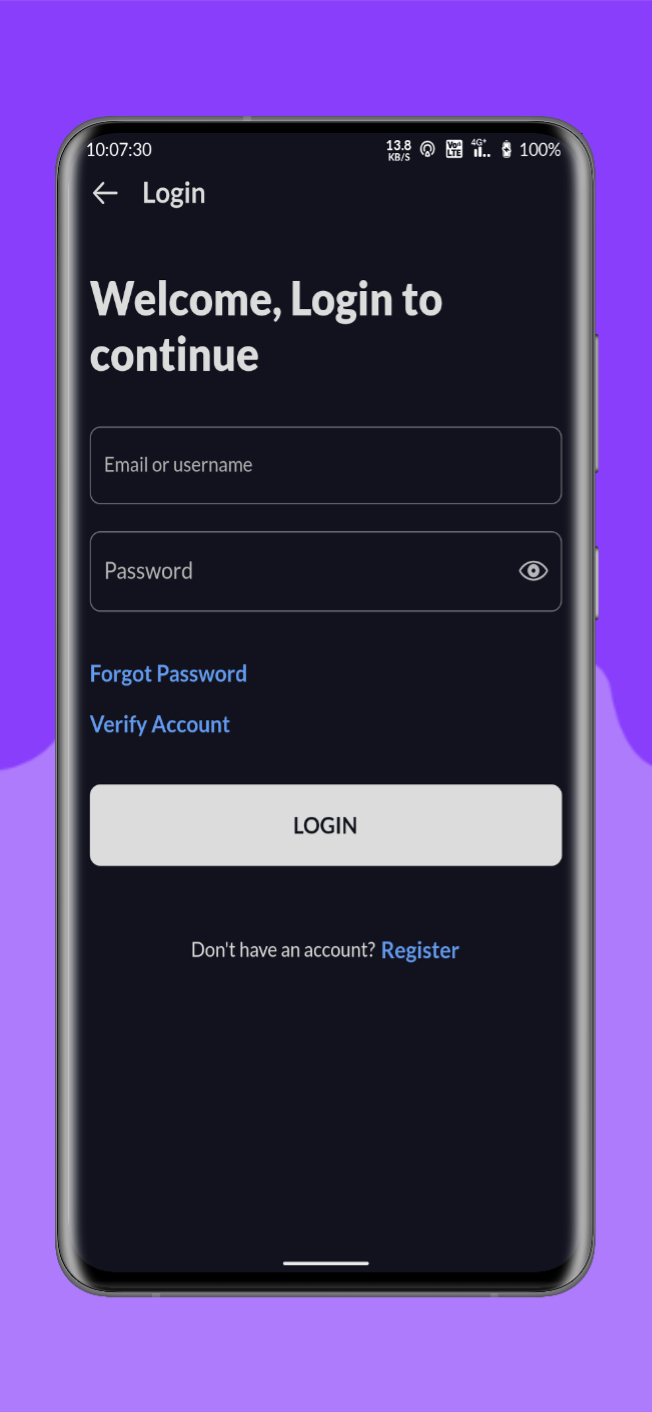 10:07:30
13.8 KB/S Vo LTE 4G+ 100%
Login
Welcome, Login to
continue
Email or username
Password
Forgot Password
Verify Account
LOGIN
Don't have an account? Register